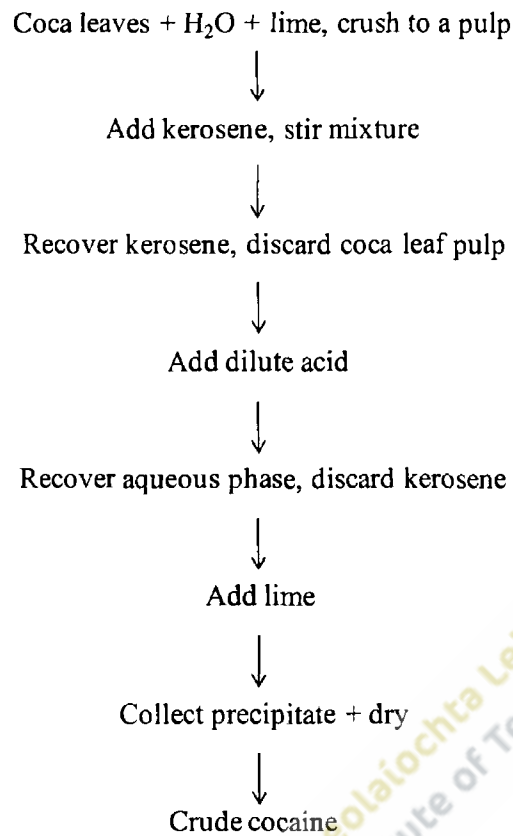 Coca leaves + H₂O + lime, crush to a pulp
Add kerosene, stir mixture
Recover kerosene, discard coca leaf pulp
Add dilute acid
Recover aqueous phase, discard kerosene
Add lime
Collect precipitate + dry
Crude cocaine